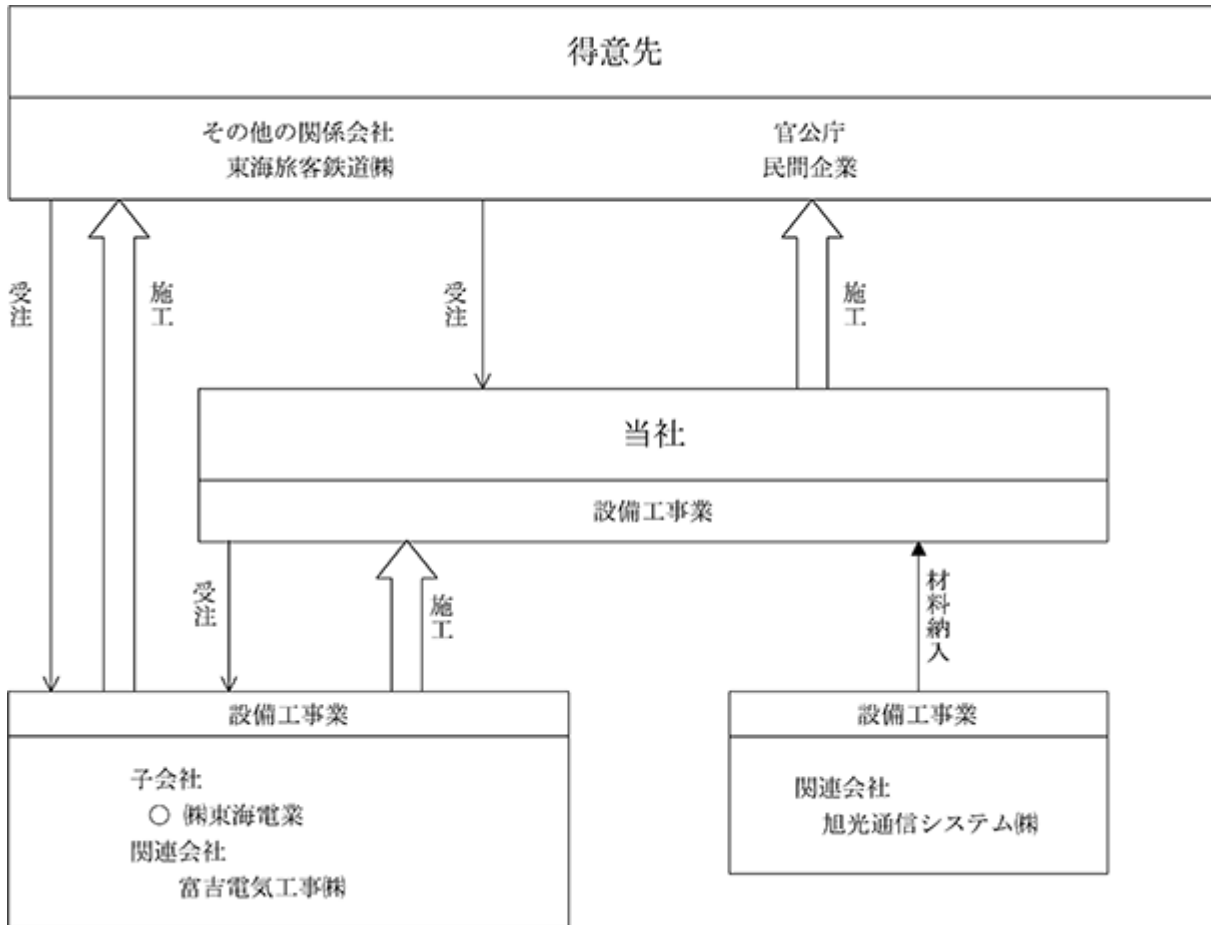 得意先
その他の関係会社
東海旅客鉄道㈱
官公庁
民間企業
受注
施工
受注
施工
当社
設備工事業
受注
施工
材料納入
設備工事業
子会社
○ ㈱東海電業
関連会社
富吉電気工事㈱
設備工事業
関連会社
旭光通信システム㈱